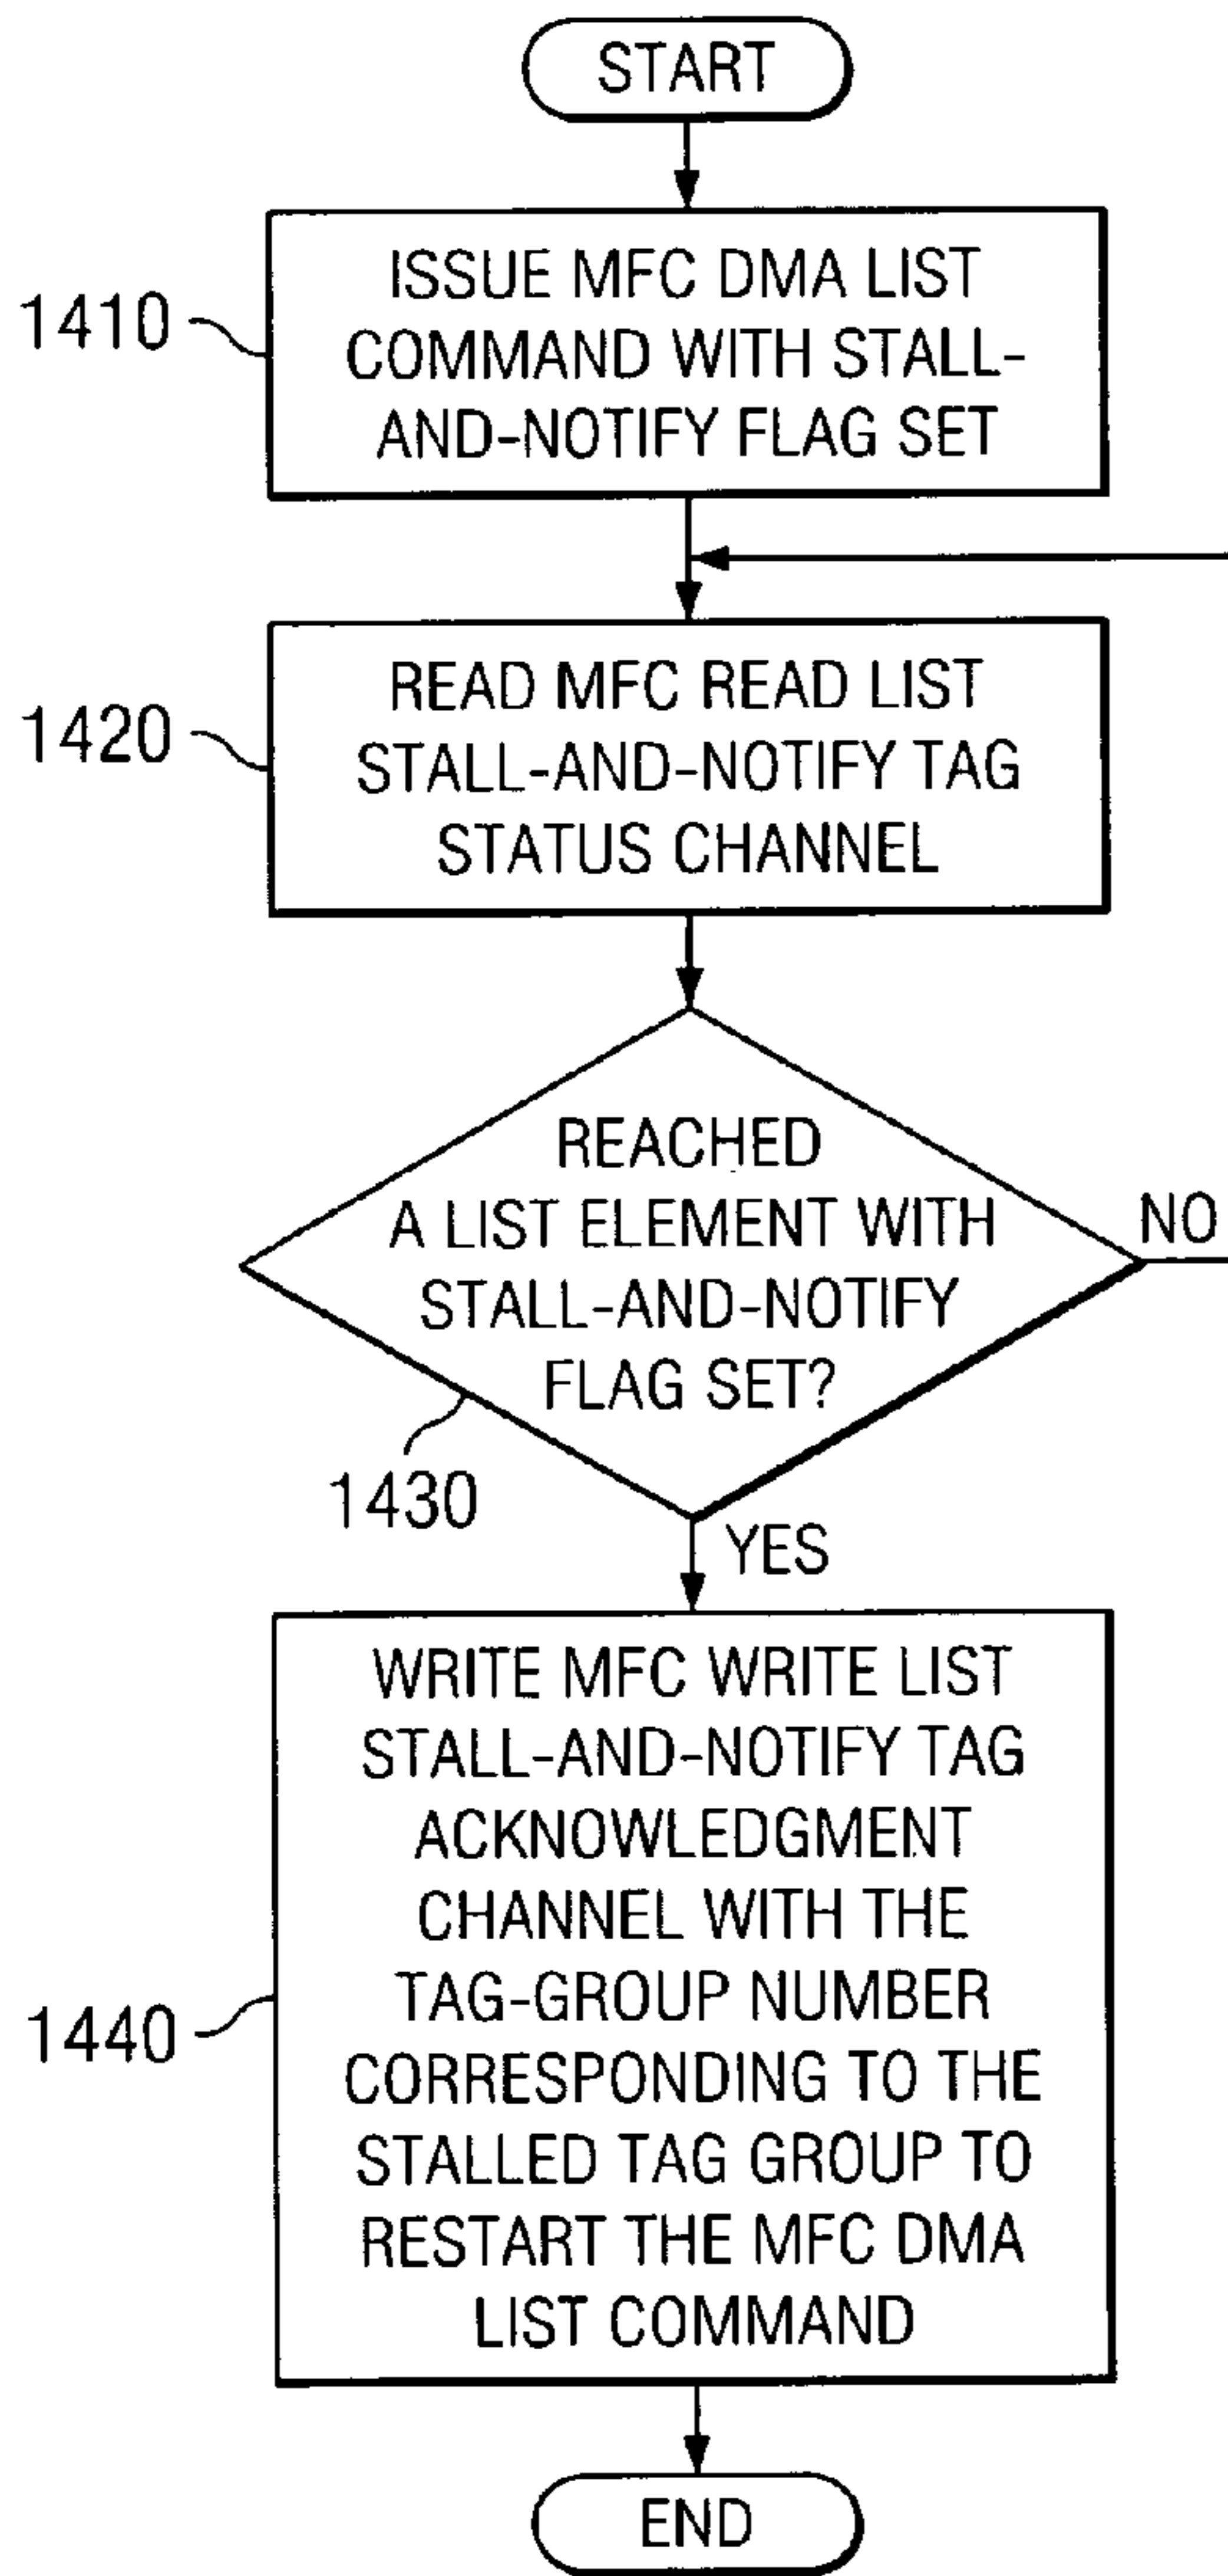 START
1410
ISSUE MFC DMA LIST
COMMAND WITH STALL-
AND-NOTIFY FLAG SET
1420
READ MFC READ LIST
STALL-AND-NOTIFY TAG
STATUS CHANNEL
REACHED
A LIST ELEMENT WITH
STALL-AND-NOTIFY
FLAG SET?
NO
1430
YES
1440
WRITE MFC WRITE LIST
STALL-AND-NOTIFY TAG
ACKNOWLEDGMENT
CHANNEL WITH THE
TAG-GROUP NUMBER
CORRESPONDING TO THE
STALLED TAG GROUP TO
RESTART THE MFC DMA
LIST COMMAND
END